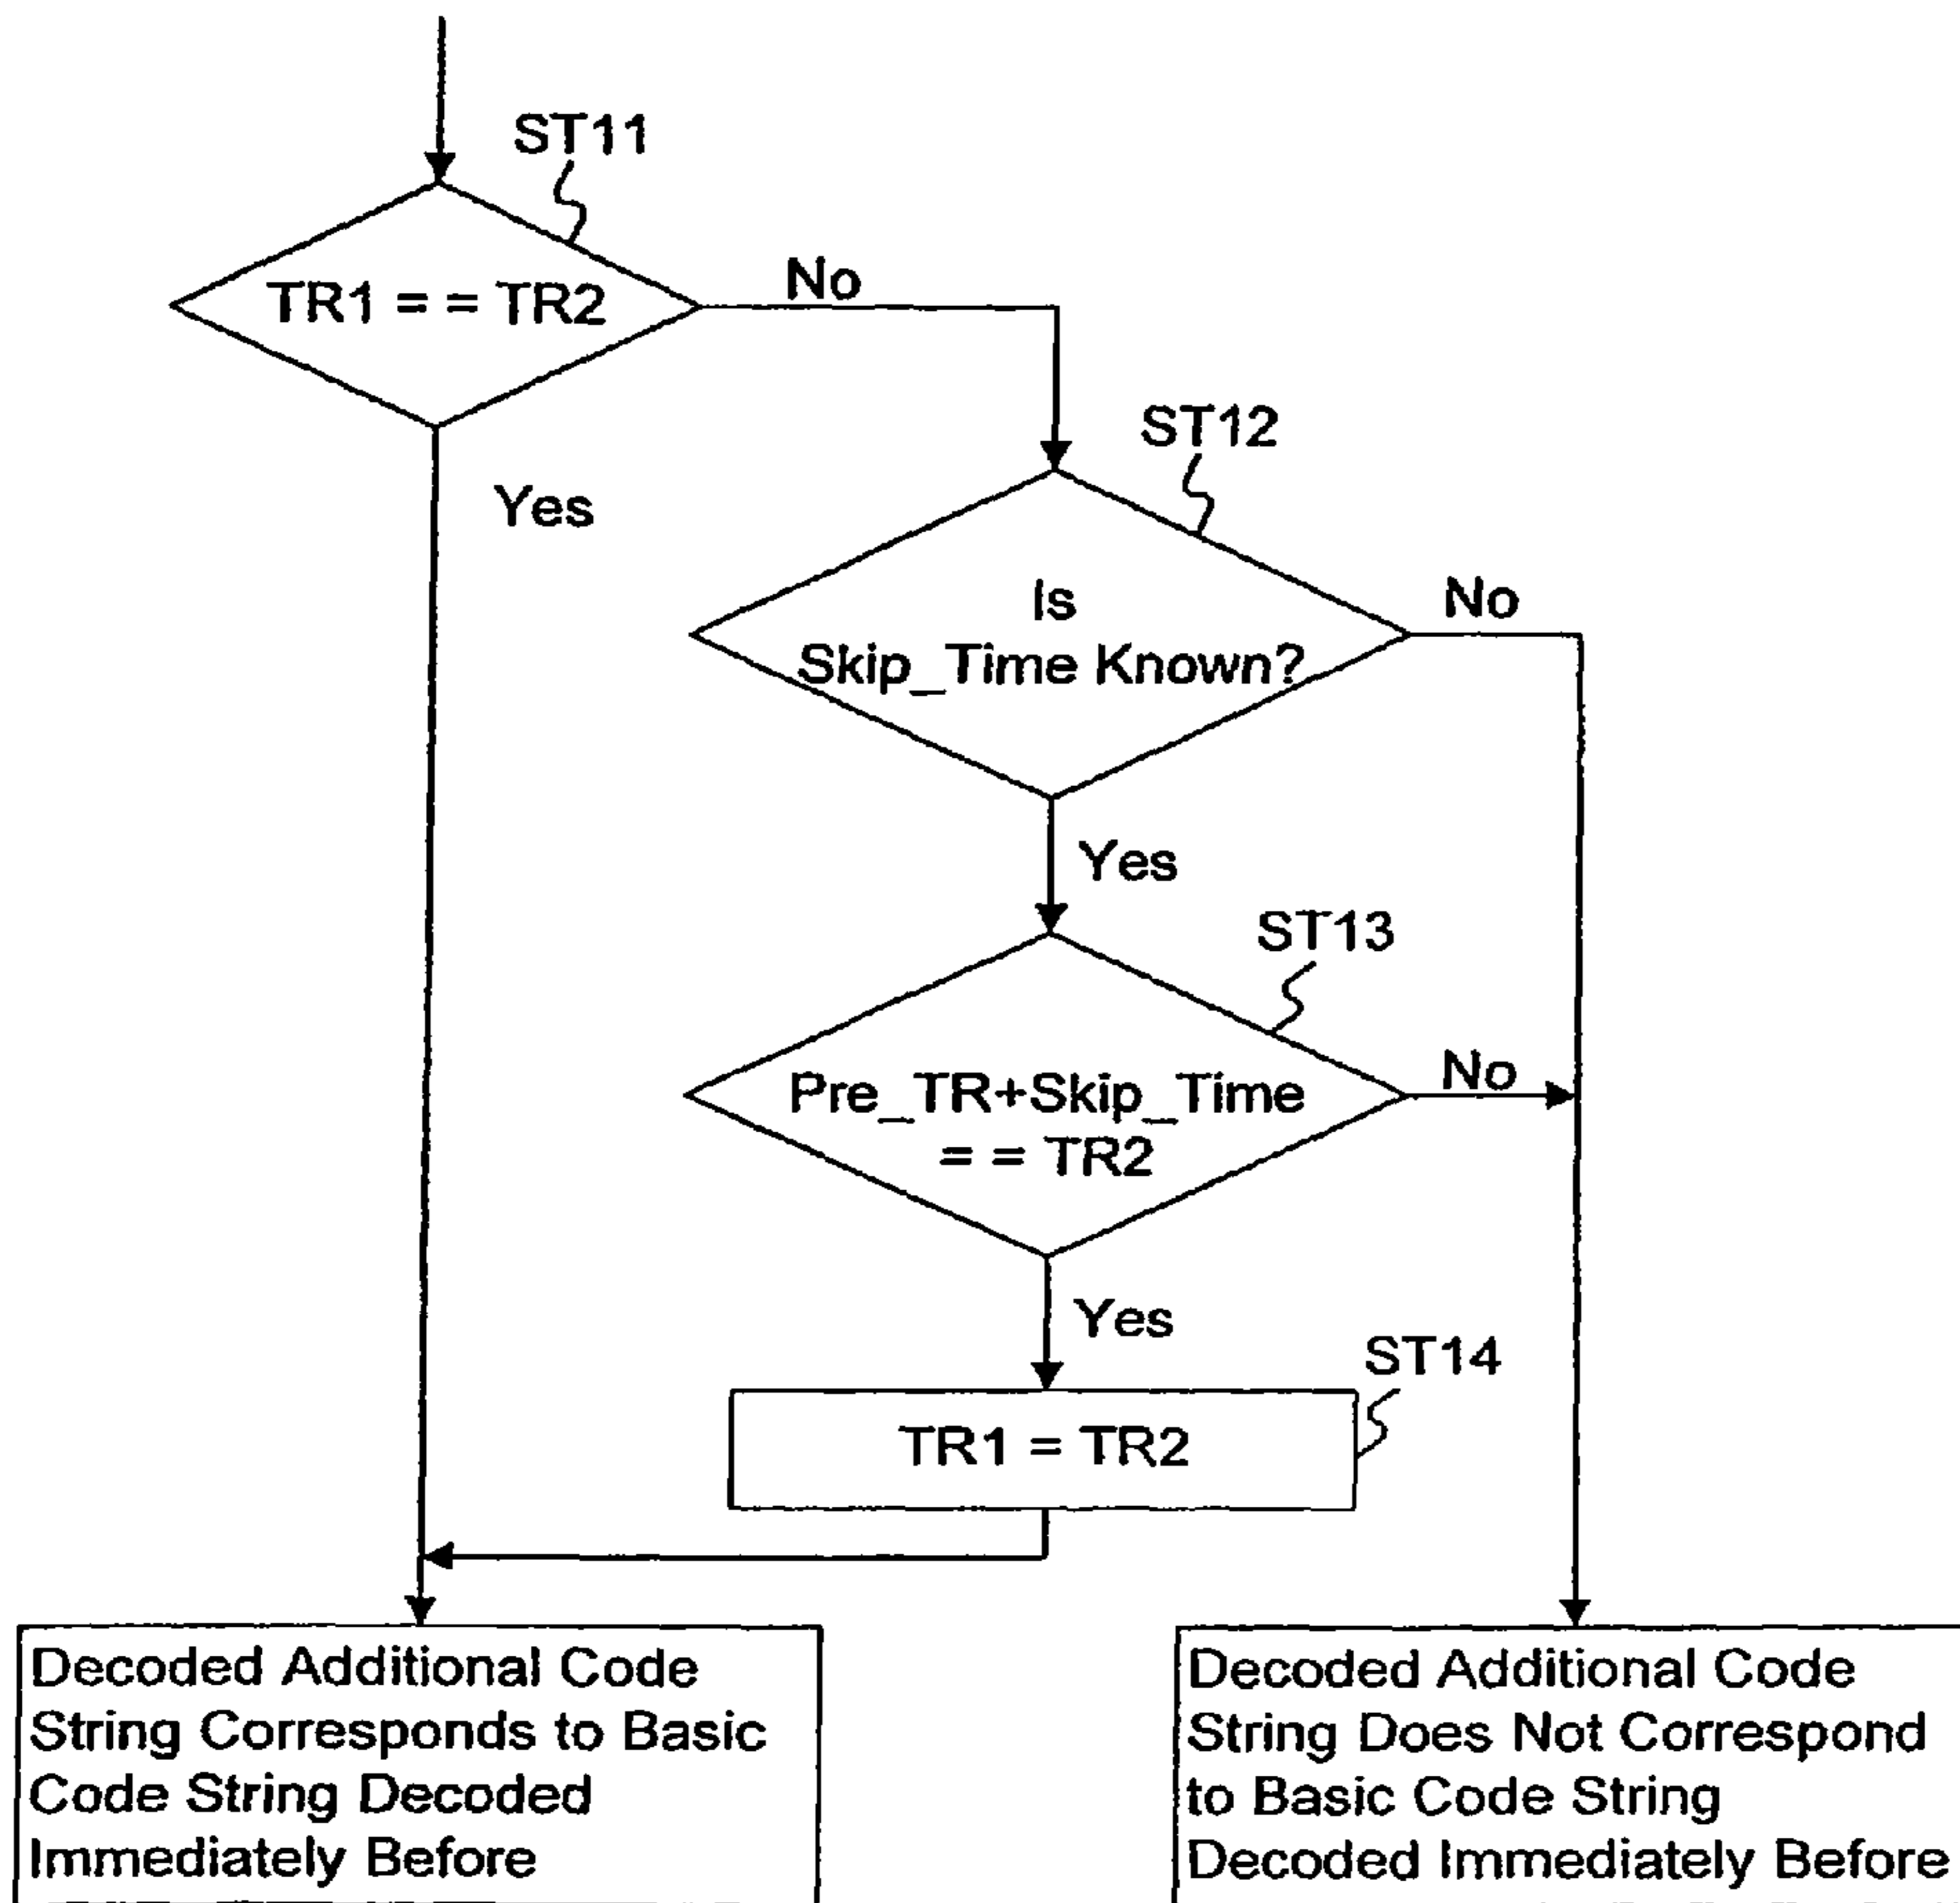 ST11
TR1 = = TR2
No
Yes
ST12
Is
Skip_Time Known?
No
Yes
ST13
Pre_TR+Skip_Time
= = TR2
No
Yes
ST14
TR1 = TR2
Decoded Additional Code
String Corresponds to Basic
Code String Decoded
Immediately Before
Decoded Additional Code
String Does Not Correspond
to Basic Code String
Decoded Immediately Before